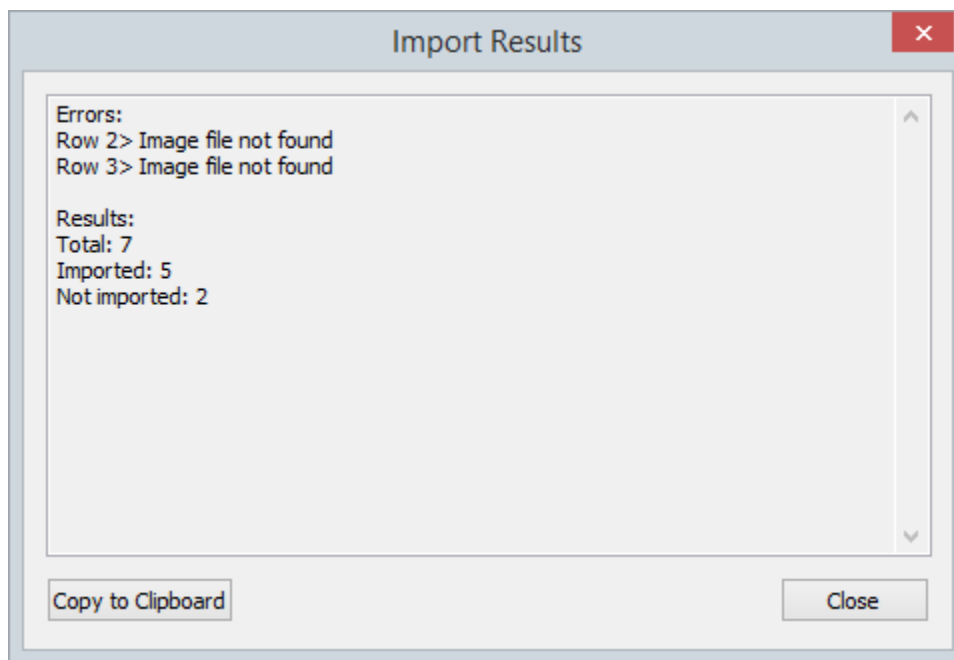 Import Results
Errors:
Row 2> Image file not found
Row 3> Image file not found
Results:
Total: 7
Imported: 5
Not imported: 2
Copy to Clipboard
Close